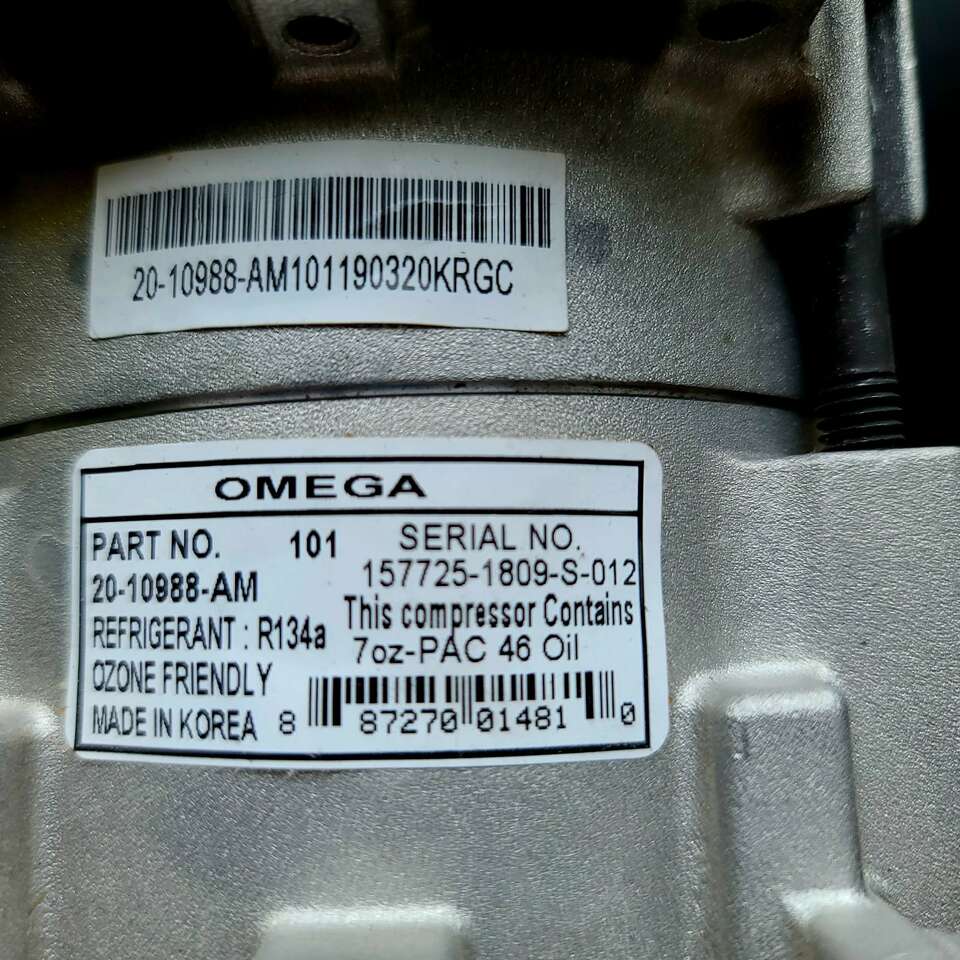 20-10988-AM101190320KRGC
OMEGA
PART NO. 101
20-10988-AM
REFRIGERANT : R134a
OZONE FRIENDLY
MADE IN KOREA
SERIAL NO.
157725-1809-S-012
This compressor Contains
7oz-PAC 46 Oil
8 87270 01481 0